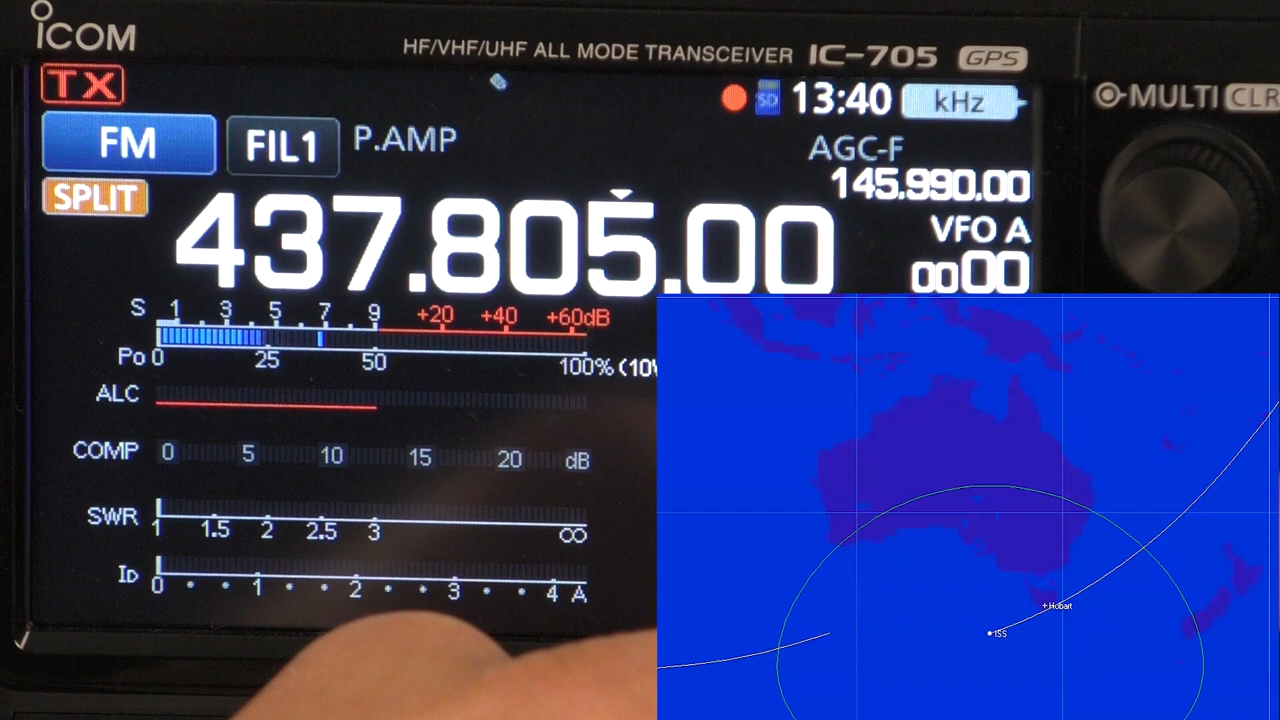 ICOM
HF/VHF/UHF ALL MODE TRANSCEIVER IC-705 GPS
TX
SD 13:40 kHz
MULTI CLR
FM FIL1 P.AMP
AGC-F
SPLIT
145.990.00
437.805.00
VFO A
0000
S 1 3 5 7 9 +20 +40 +60dB
Po 0 25 50 100% (10
ALC
COMP 0 5 10 15 20 dB
SWR 1 1.5 2 2.5 3 ∞
ID 0 1 2 3 4 A
+Hobart
ISS